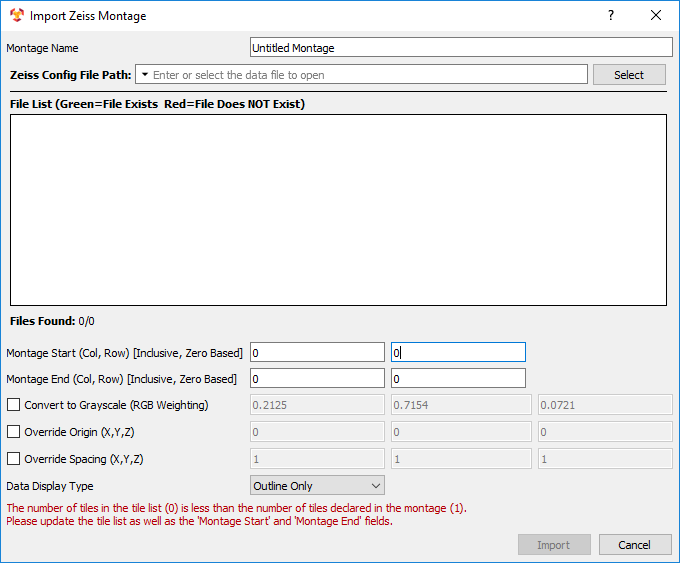 Import Zeiss Montage
?
Montage Name Untitled Montage
Zeiss Config File Path: Enter or select the data file to open Select
File List (Green=File Exists Red=File Does NOT Exist)
Files Found: 0/0
Montage Start (Col, Row) [Inclusive, Zero Based] 0 0
Montage End (Col, Row) [Inclusive, Zero Based] 0 0
Convert to Grayscale (RGB Weighting) 0.2125 0.7154 0.0721
Override Origin (X,Y,Z) 0 0 0
Override Spacing (X,Y,Z) 1 1 1
Data Display Type Outline Only
The number of tiles in the tile list (0) is less than the number of tiles declared in the montage (1).
Please update the tile list as well as the 'Montage Start' and 'Montage End' fields.
Import Cancel